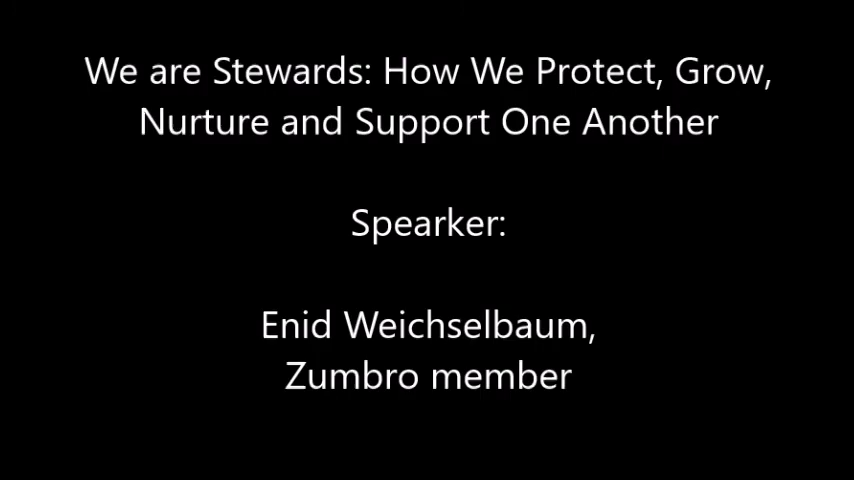 We are Stewards: How We Protect, Grow,
Nurture and Support One Another
Spearker:
Enid Weichselbaum,
Zumbro member